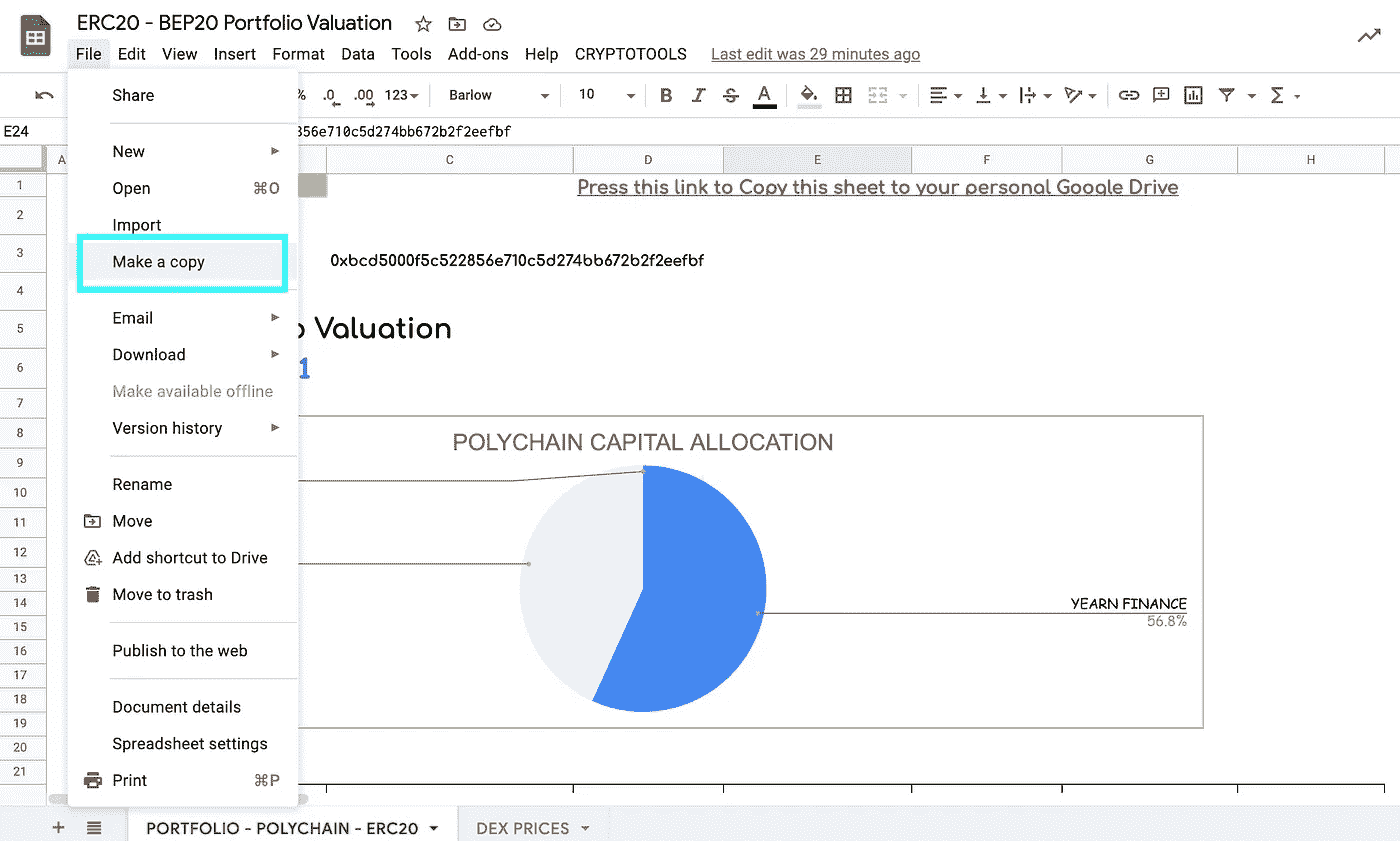 ERC20 - BEP20 Portfolio Valuation
File Edit View Insert Format Data Tools Add-ons Help CRYPTOTOOLS Last edit was 29 minutes ago
% .0 .00 123 Barlow 10 B I S A
E24 856e710c5d274bb672b2f2eefbf
A C D E F G H
Share
New
Open ⌘O
Import
Make a copy
Email
Download
Make available offline
Version history
Rename
Move
Add shortcut to Drive
Move to trash
Publish to the web
Document details
Spreadsheet settings
Print ⌘P
1
2
3
4
5
6
7
8
9
10
11
12
13
14
15
16
17
18
19
20
21
Press this link to Copy this sheet to your personal Google Drive
0xbcd5000f5c522856e710c5d274bb672b2f2eefbf
o Valuation
1
POLYCHAIN CAPITAL ALLOCATION
YEARN FINANCE
56.8%
PORTFOLIO - POLYCHAIN - ERC20 DEX PRICES